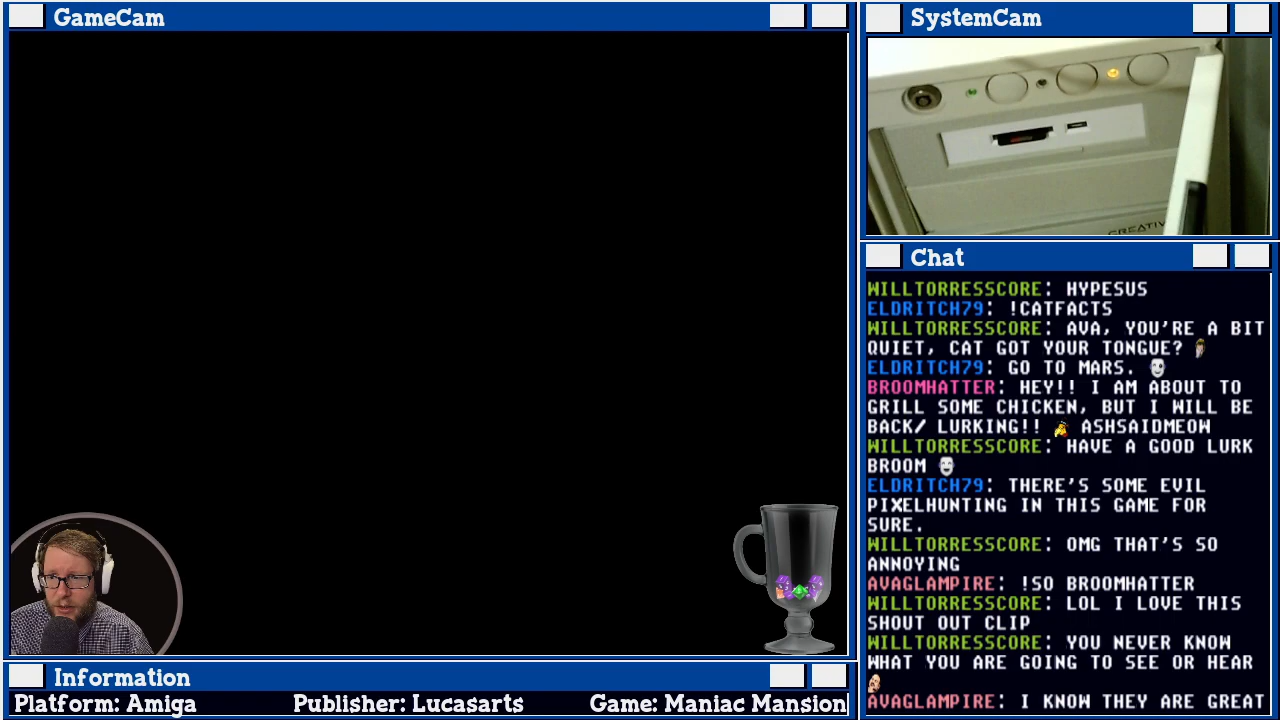 GameCam
SystemCam
CREATIVE
Chat
WILLTORRESSCORE: HYPESUS
ELDRITCH79: !CATFACTS
WILLTORRESSCORE: AVA, YOU'RE A BIT
QUIET, CAT GOT YOUR TONGUE?
ELDRITCH79: GO TO MARS.
BROOMHATTER: HEY!! I AM ABOUT TO
GRILL SOME CHICKEN, BUT I WILL BE
BACK/ LURKING!! ASHSAIDMEOW
WILLTORRESSCORE: HAVE A GOOD LURK
BROOM
ELDRITCH79: THERE'S SOME EVIL
PIXELHUNTING IN THIS GAME FOR
SURE.
WILLTORRESSCORE: OMG THAT'S SO
ANNOYING
AVAGLAMPIRE: !SO BROOMHATTER
WILLTORRESSCORE: LOL I LOVE THIS
SHOUT OUT CLIP
WILLTORRESSCORE: YOU NEVER KNOW
WHAT YOU ARE GOING TO SEE OR HEAR
AVAGLAMPIRE: I KNOW THEY ARE GREAT
Information
Platform: Amiga
Publisher: Lucasarts
Game: Maniac Mansion